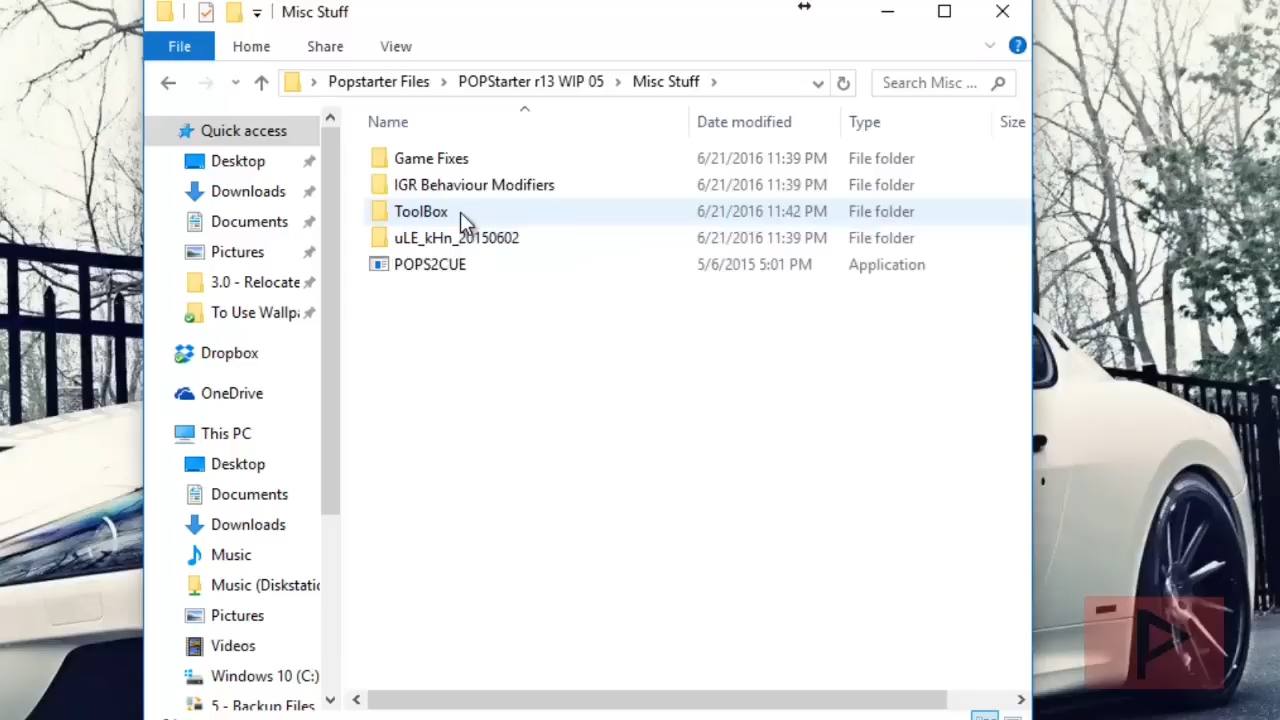 Misc Stuff
File Home Share View
Popstarter Files POPStarter r13 WIP 05 Misc Stuff Search Misc ...
Name Date modified Type Size
Game Fixes 6/21/2016 11:39 PM File folder
IGR Behaviour Modifiers 6/21/2016 11:39 PM File folder
ToolBox 6/21/2016 11:42 PM File folder
uLE_kHn_20150602 6/21/2016 11:39 PM File folder
POPS2CUE 5/6/2015 5:01 PM Application
Quick access
Desktop
Downloads
Documents
Pictures
3.0 - Relocate
To Use Wallpa
Dropbox
OneDrive
This PC
Desktop
Documents
Downloads
Music
Music (Diskstatio
Pictures
Videos
Windows 10 (C:)
5 - Backup Files